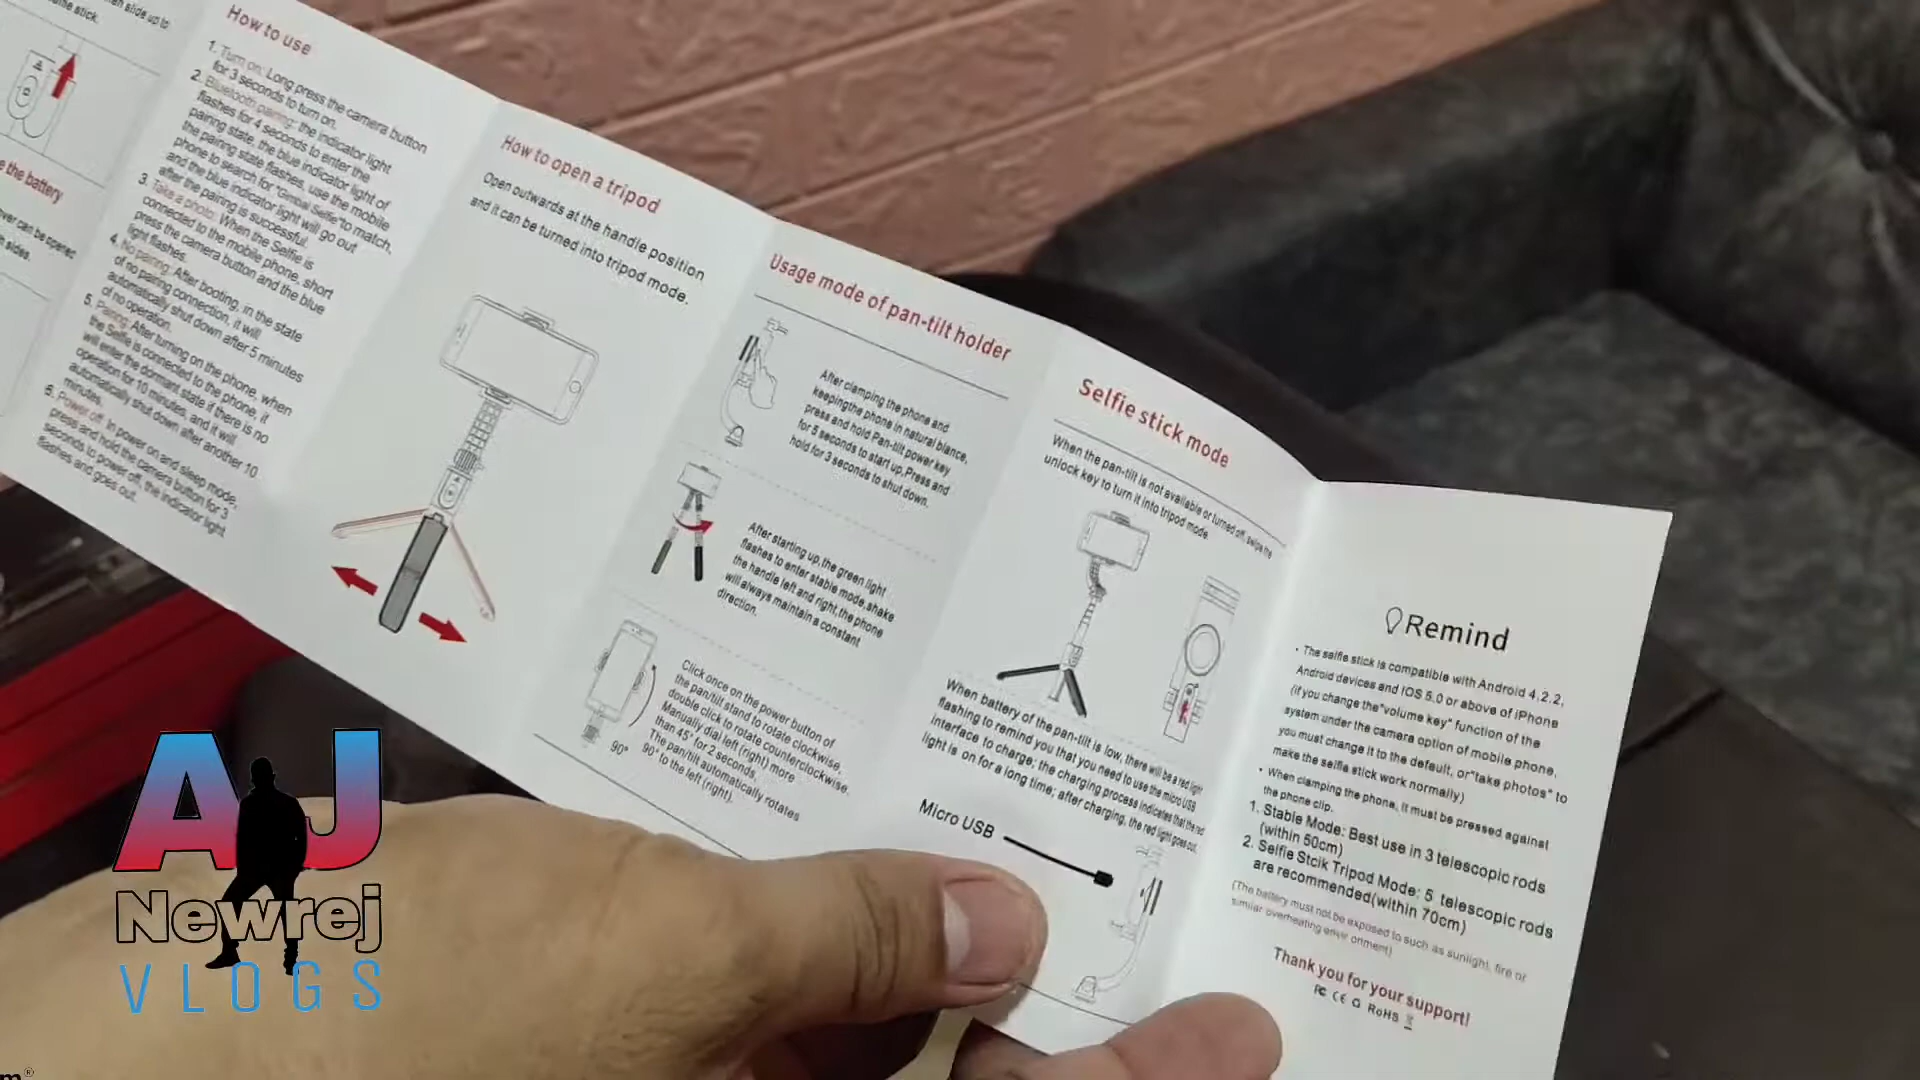 slide up to
stick.
the battery
can be opened
sides.
How to use
1. Turn on: Long press the camera button
for 3 seconds to turn on.
2. Bluetooth pairing: the indicator light
flashes for 4 seconds to enter the
pairing state, the blue indicator light of
the pairing state flashes, use the mobile
phone to search for "Gimbal Selfie" to match,
and the blue indicator light will go out
after the pairing is successful.
3. Take a photo: When the Selfie is
connected to the mobile phone, short
press the camera button and the blue
light flashes.
4. No pairing: After booting, in the state
of no pairing connection, it will
automatically shut down after 5 minutes
of no operation.
5. Pairing: After turning on the phone, when
the Selfie is connected to the phone, it
will enter the dormant state if there is no
operation for 10 minutes, and it will
automatically shut down after another 10
minutes.
6. Power off: In power on and sleep mode,
press and hold the camera button for 3
seconds to power off, the indicator light
flashes and goes out.
How to open a tripod
Open outwards at the handle position
and it can be turned into tripod mode.
Usage mode of pan-tilt holder
After clamping the phone and
keepingthe phone in natural blance,
press and hold Pan-tilt power key
for 5 seconds to start up,Press and
hold for 3 seconds to shut down.
After starting up,the green light
flashes to enter stable mode,shake
the handle left and right,the phone
will always maintain a constant
direction.
Click once on the power button of
the pan/tilt stand to rotate clockwise,
double click to rotate counterclockwise.
Manually dial left (right) more
than 45° for 2 seconds,
The pan/tilt automatically rotates
90° to the left (right).
90°
Selfie stick mode
When the pan-tilt is not available or turned off, swipe the
unlock key to turn it into tripod mode.
When battery of the pan-tilt is low, there will be a red light
flashing to remind you that you need to use the micro USB
interface to charge; the charging process indicates that the red
light is on for a long time; after charging, the red light goes out.
Micro USB
Remind
• The selfie stick is compatible with Android 4.2.2,
Android devices and IOS 5.0 or above of iPhone
(if you change the"volume key" function of the
system under the camera option of mobile phone,
you must change it to the default, or"take photos" to
make the selfie stick work normally)
• When clamping the phone, it must be pressed against
the phone clip.
1. Stable Mode: Best use in 3 telescopic rods
(within 50cm)
2. Selfie Stcik Tripod Mode: 5 telescopic rods
are recommended(within 70cm)
(The battery must not be exposed to such as sunlight, fire or
similar overheating environment)
Thank you for your support!
FC CE RoHS
AJ
Newrej
VLOGS
m®